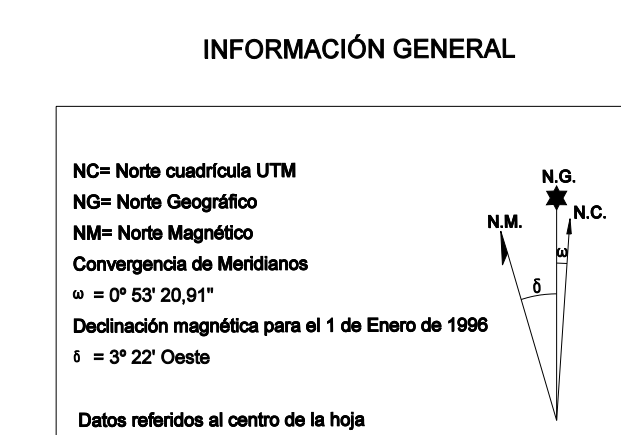 INFORMACIÓN GENERAL
NC= Norte cuadrícula UTM
NG= Norte Geográfico
NM= Norte Magnético
Convergencia de Meridianos
ω = 0º 53' 20,91"
Declinación magnética para el 1 de Enero de 1996
δ = 3º 22' Oeste
Datos referidos al centro de la hoja
N.G.
N.C.
N.M.
ω
δ